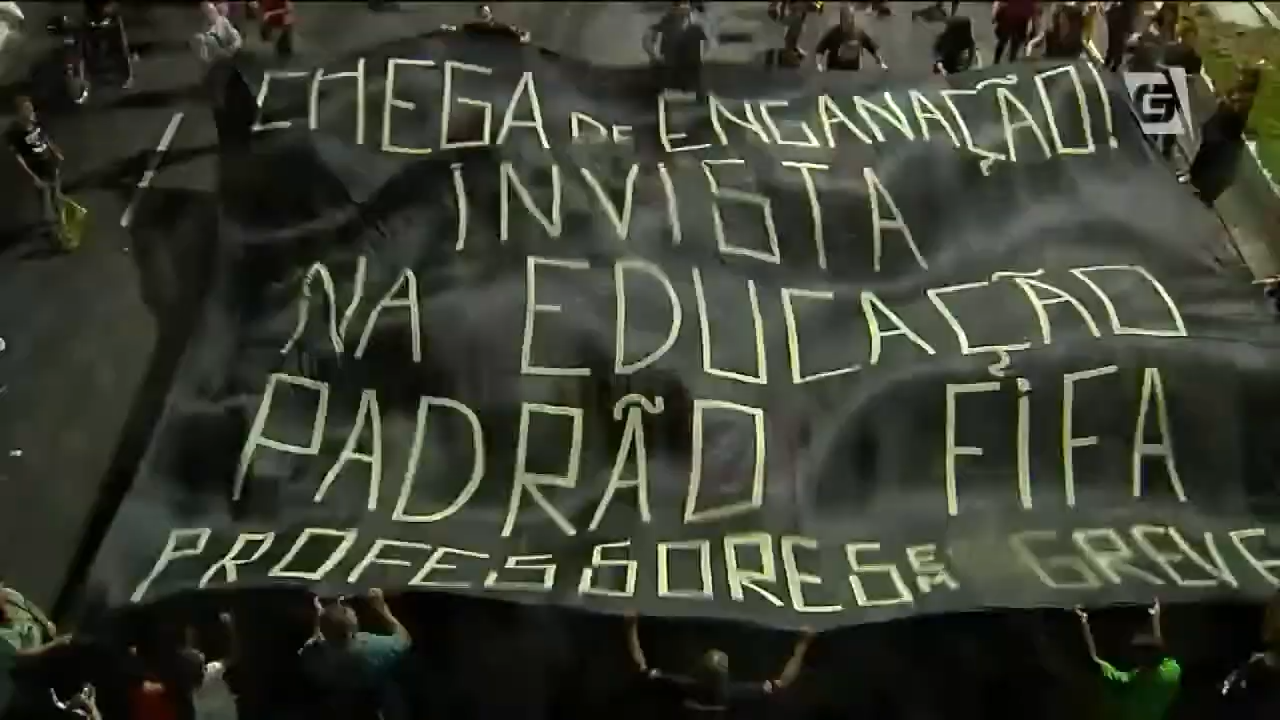 CHEGA DE ENGANAÇÃO!
INVISTA
NA EDUCAÇÃO
PADRÃO FIFA
PROFESSORES EM GREVE